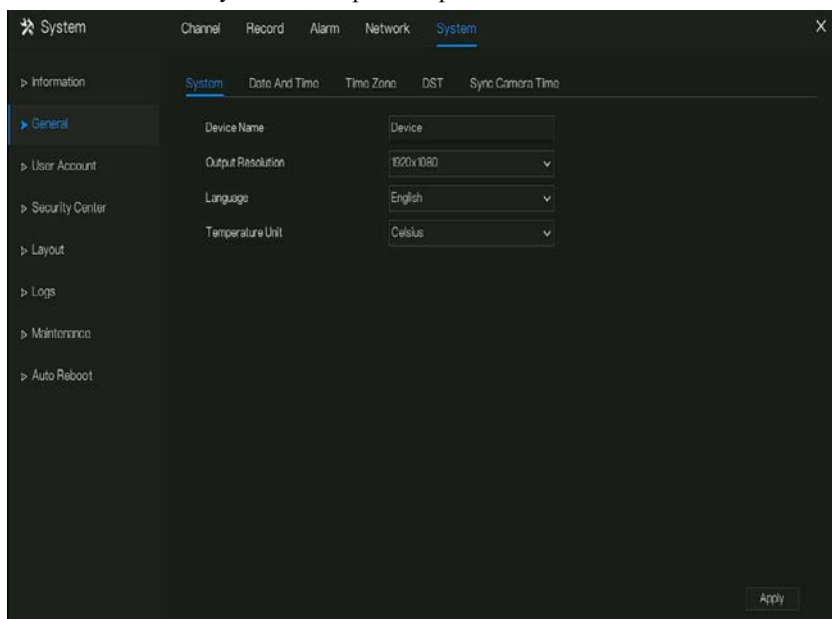 System Channel Record Alarm Network System X
Information
General
User Account
Security Center
Layout
Logs
Maintenance
Auto Reboot
System Date And Time Time Zone DST Sync Camera Time
Device Name Device
Output Resolution 1920x1080
Language English
Temperature Unit Celsius
Apply